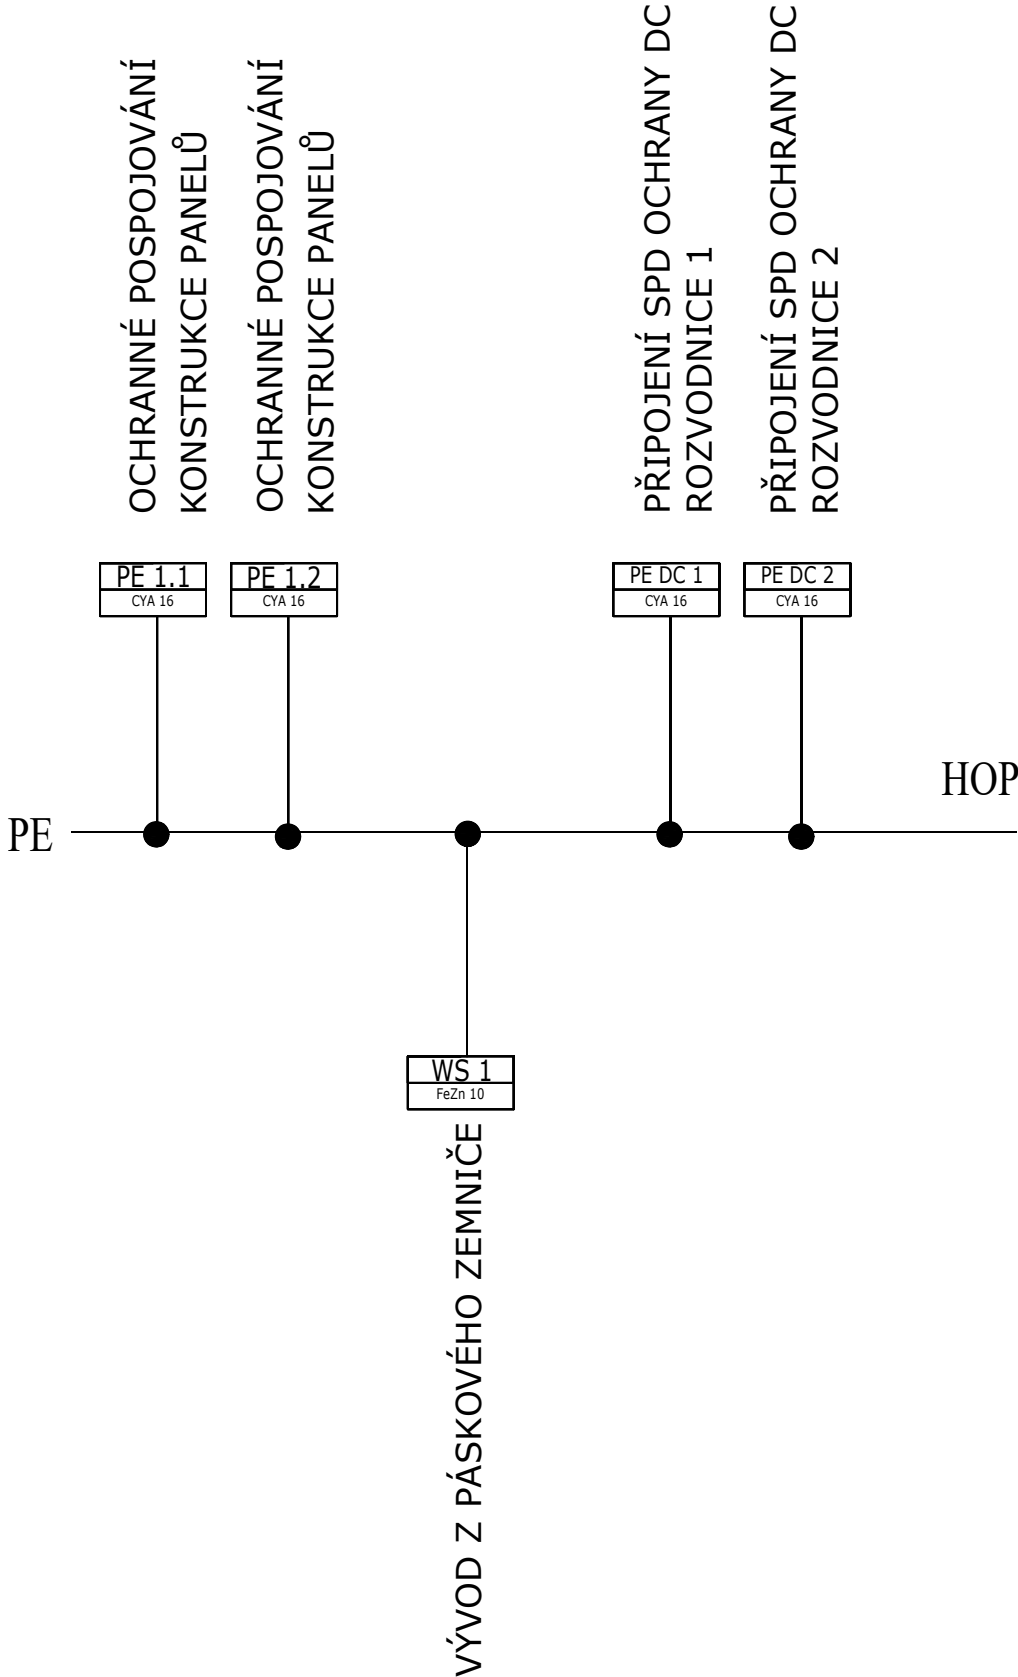 OCHRANNÉ POSPOJOVÁNÍ
KONSTRUKCE PANELŮ
OCHRANNÉ POSPOJOVÁNÍ
KONSTRUKCE PANELŮ
PŘIPOJENÍ SPD OCHRANY DC
ROZVODNICE 1
PŘIPOJENÍ SPD OCHRANY DC
ROZVODNICE 2
PE 1.1
CYA 16
PE 1.2
CYA 16
PE DC 1
CYA 16
PE DC 2
CYA 16
HOP
PE
WS 1
FeZn 10
VÝVOD Z PÁSKOVÉHO ZEMNIČE